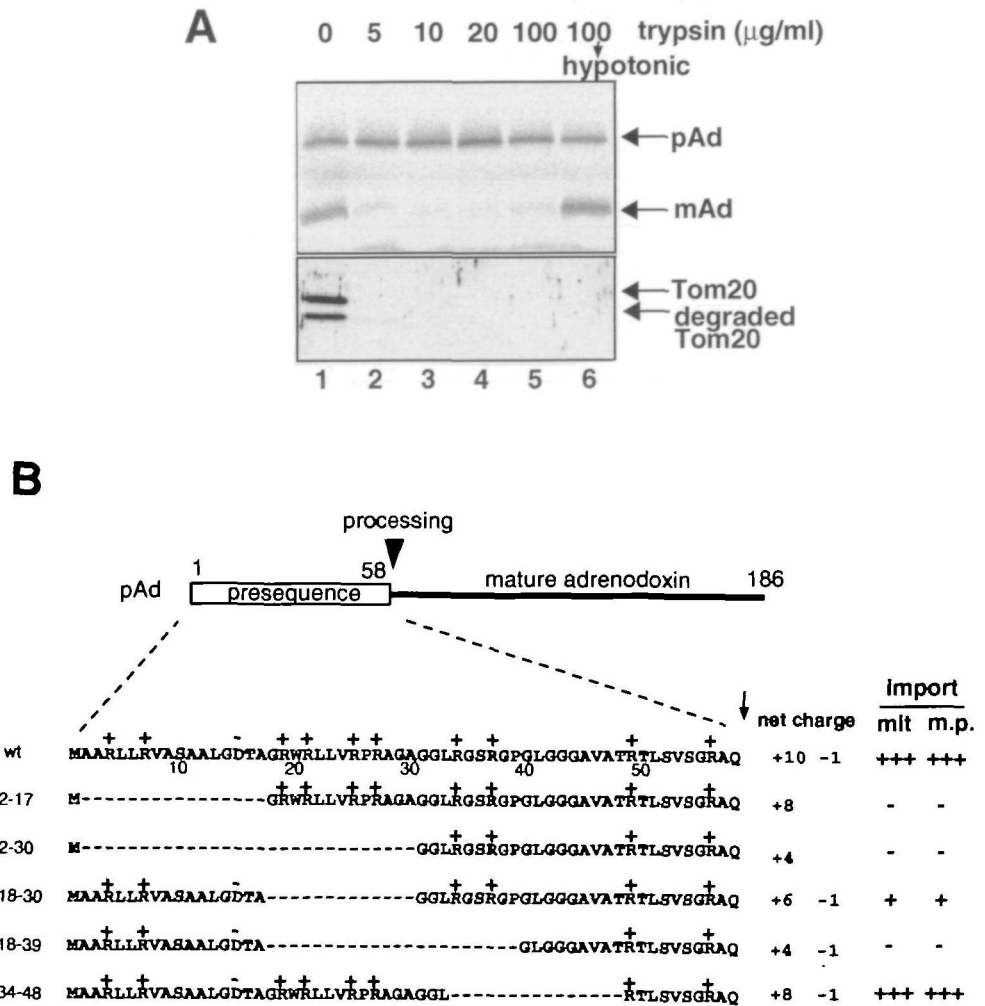 A
0 5 10 20 100 100 trypsin (μg/ml)
hypotonic
pAd
mAd
Tom20
degraded
Tom20
1 2 3 4 5 6
B
processing
1 58 186
pAd presequence mature adrenodoxin
import
net charge mlt m.p.
+ + - + + + + + + + +
wt MAARLLRVASAALGDTAGRWRLLVRPRAGAGGLRGSRGPGLGGGAVATRTLSVSGRAQ +10 -1 +++ +++
10 20 30 40 50
+ + + + + + + +
2-17 M----------------GRWRLLVRPRAGAGGLRGSRGPGLGGGAVATRTLSVSGRAQ +8 - -
+ + + +
2-30 M-----------------------------GGLRGSRGPGLGGGAVATRTLSVSGRAQ +4 - -
+ + - + + + +
18-30 MAARLLRVASAALGDTA-------------GGLRGSRGPGLGGGAVATRTLSVSGRAQ +6 -1 + +
+ + - + +
18-39 MAARLLRVASAALGDTA----------------------GLGGGAVATRTLSVSGRAQ +4 -1 - -
+ + - + + + + + +
34-48 MAARLLRVASAALGDTAGRWRLLVRPRAGAGGL---------------RTLSVSGRAQ +8 -1 +++ +++